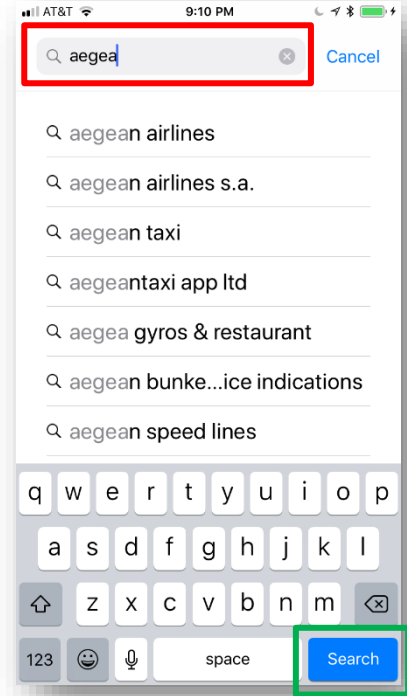 AT&T 9:10 PM
aegea Cancel
aegean airlines
aegean airlines s.a.
aegean taxi
aegeantaxi app ltd
aegea gyros & restaurant
aegean bunke...ice indications
aegean speed lines
q w e r t y u i o p
a s d f g h j k l
z x c v b n m
123 space Search